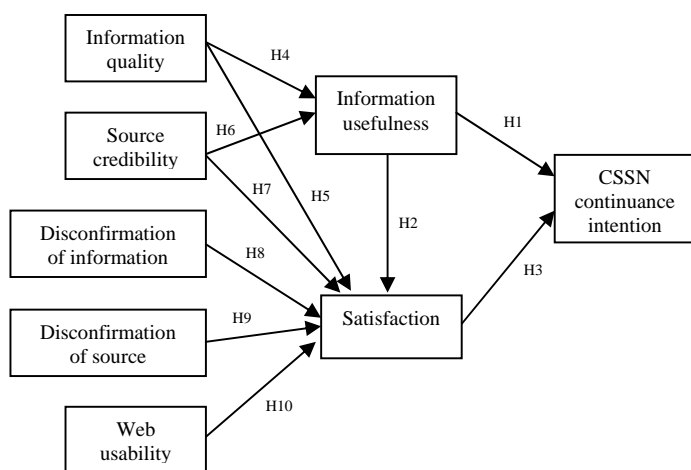 Information
quality
H4
Information
usefulness
H1
Source
credibility
H6
CSSN
continuance
intention
H7
H5
H2
Disconfirmation
of information
H8
H3
Disconfirmation
of source
H9
Satisfaction
H10
Web
usability